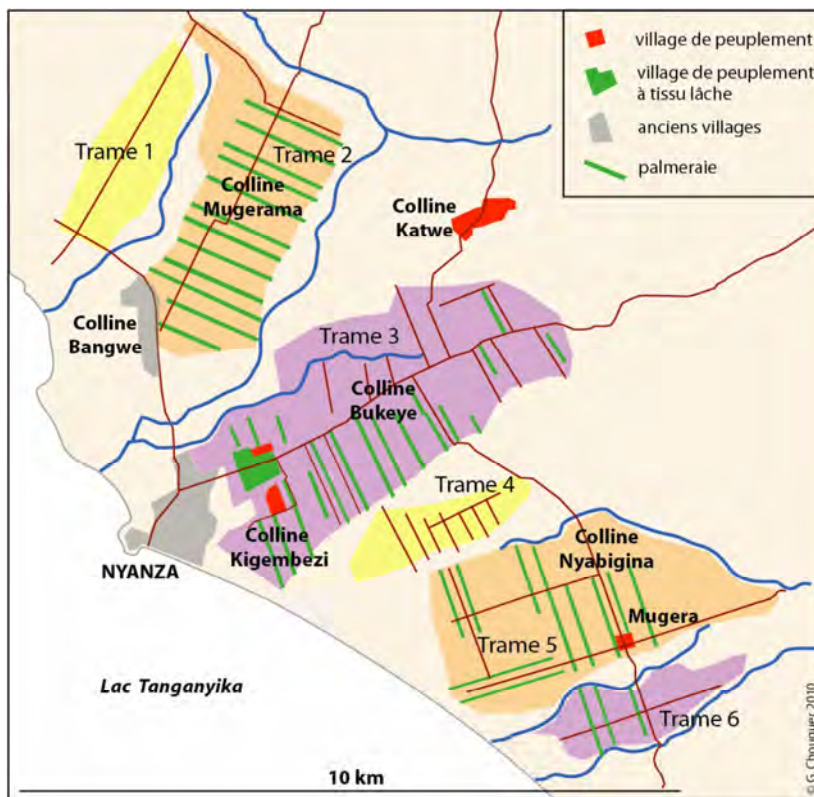 village de peuplement
village de peuplement
à tissu lâche
anciens villages
palmeraie
Trame 1
Trame 2
Colline
Mugerama
Colline
Katwe
Colline
Bangwe
Trame 3
Colline
Bukeye
Trame 4
Colline
Kigembezi
Colline
Nyabigina
NYANZA
Mugera
Trame 5
Lac Tanganyika
Trame 6
10 km
© G. Chouquer 2010